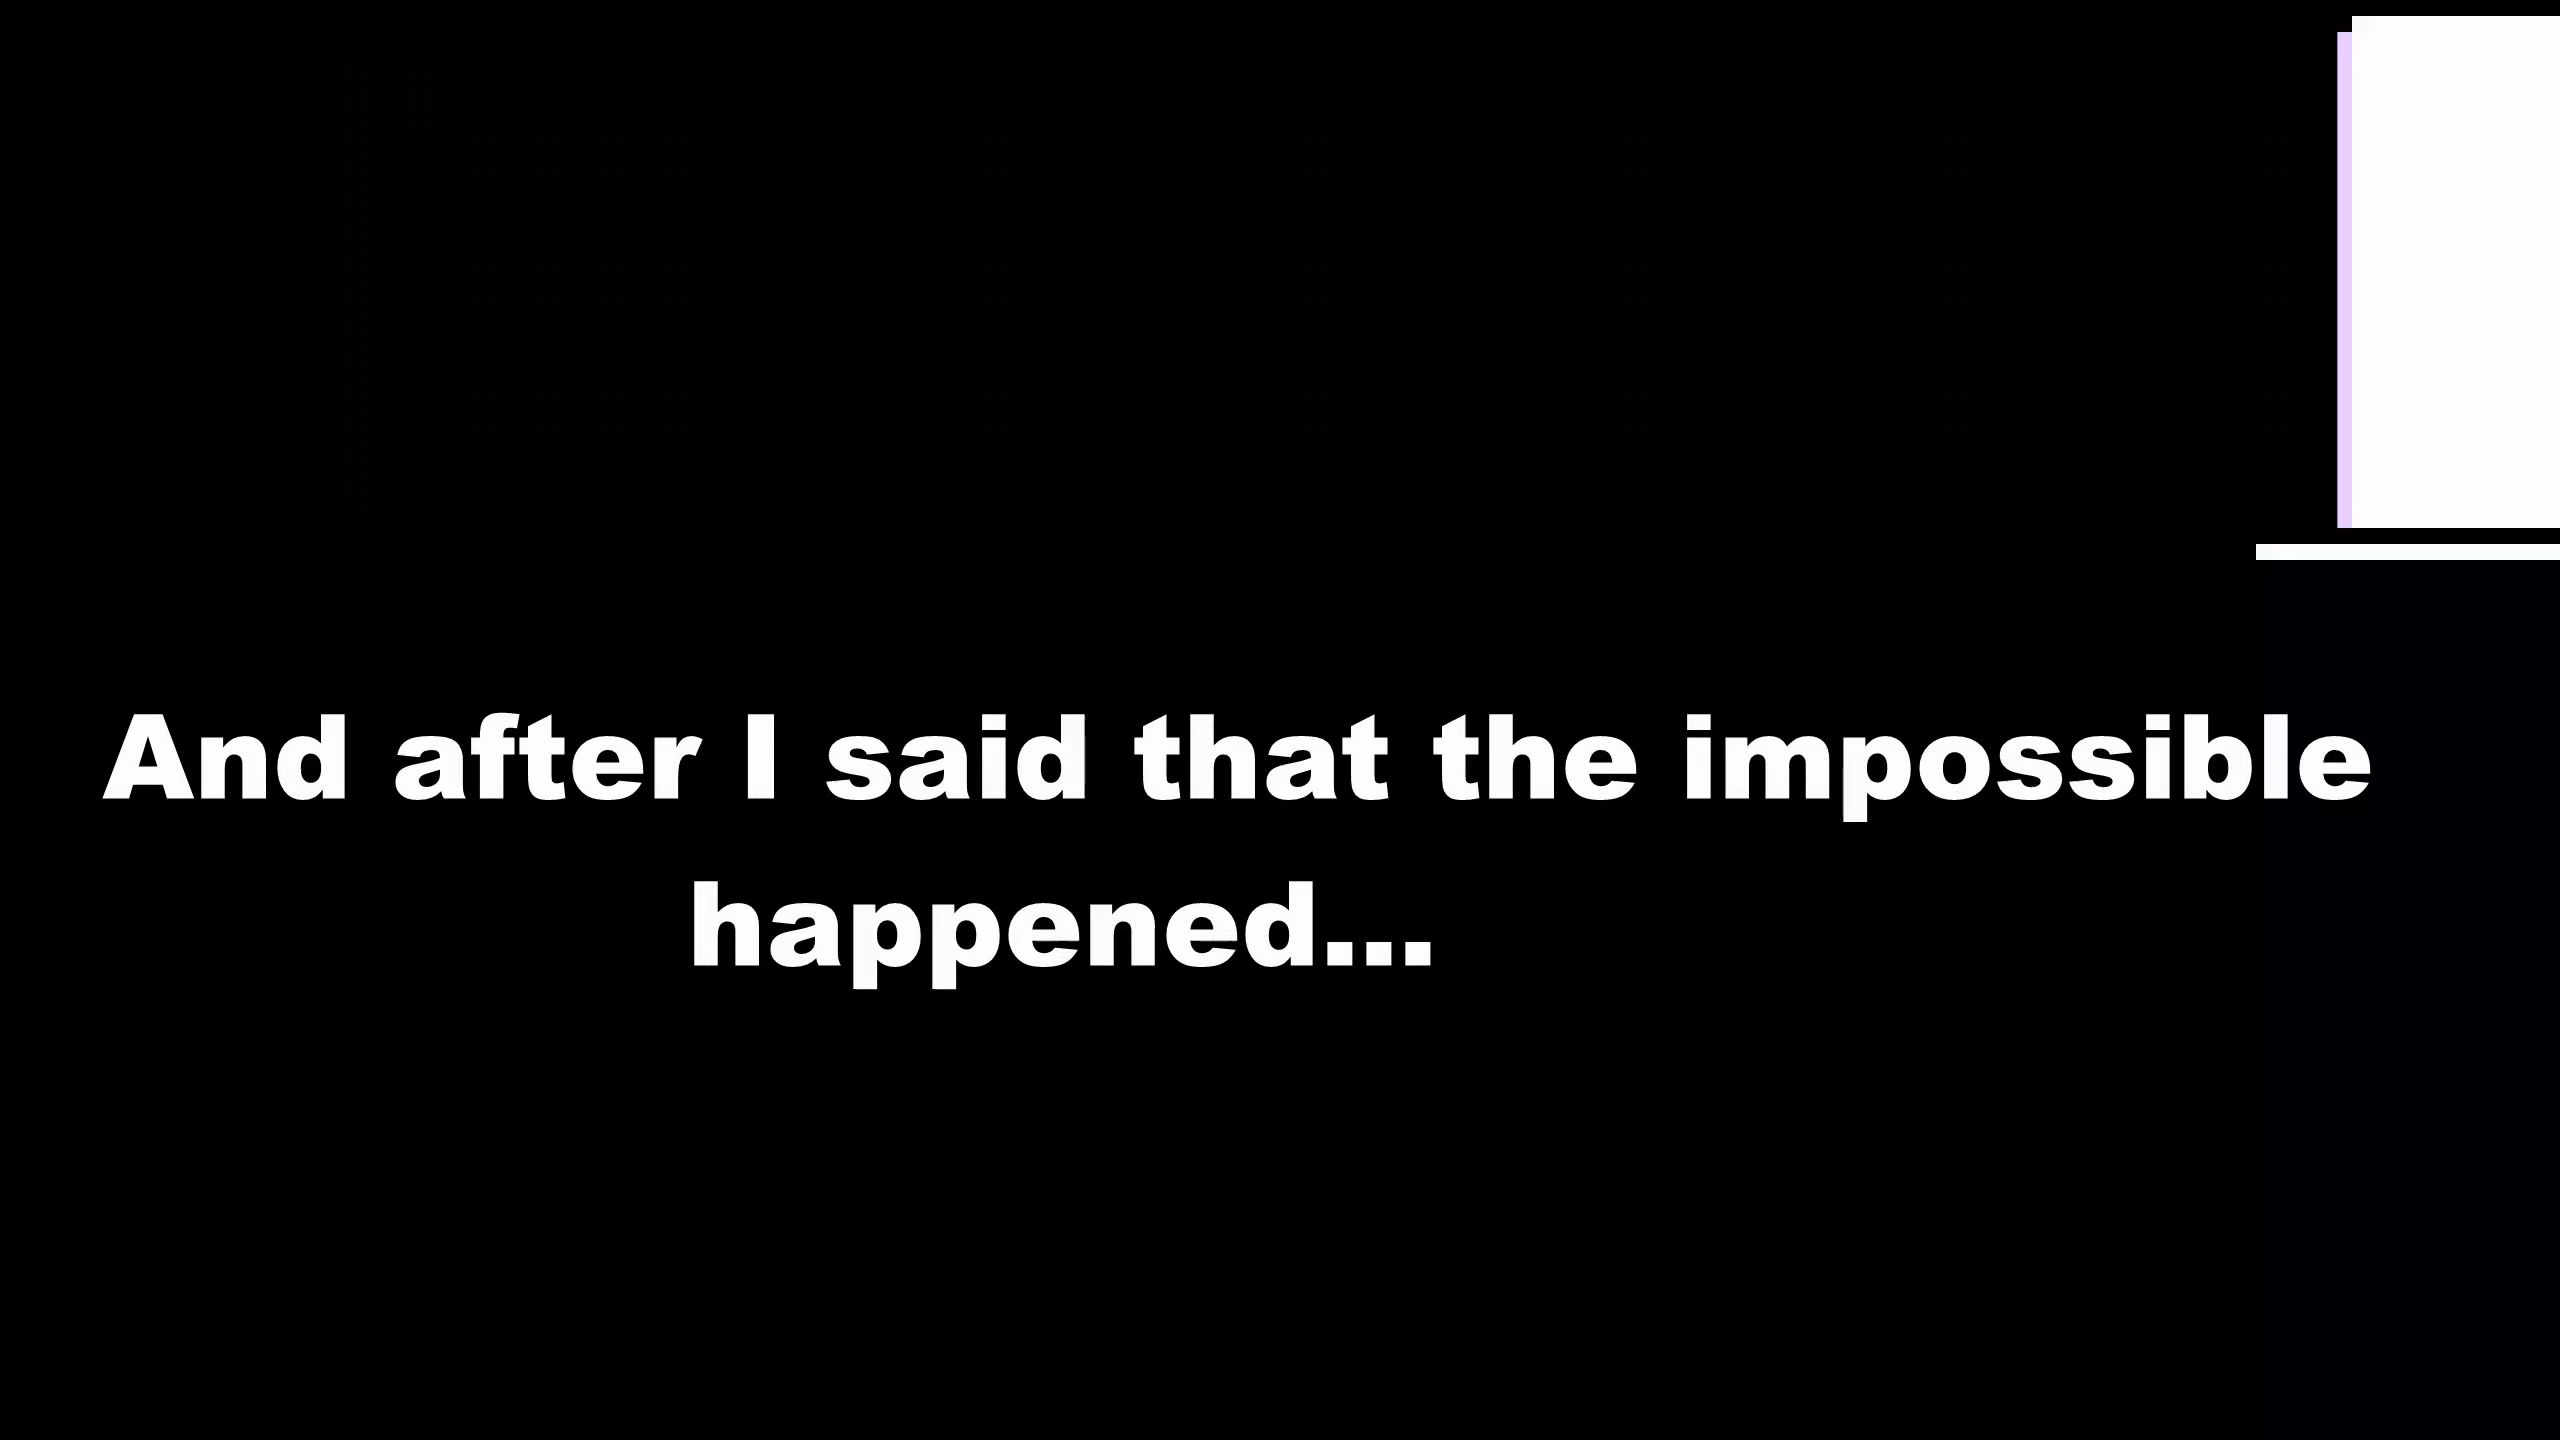 And after I said that the impossible
happened...